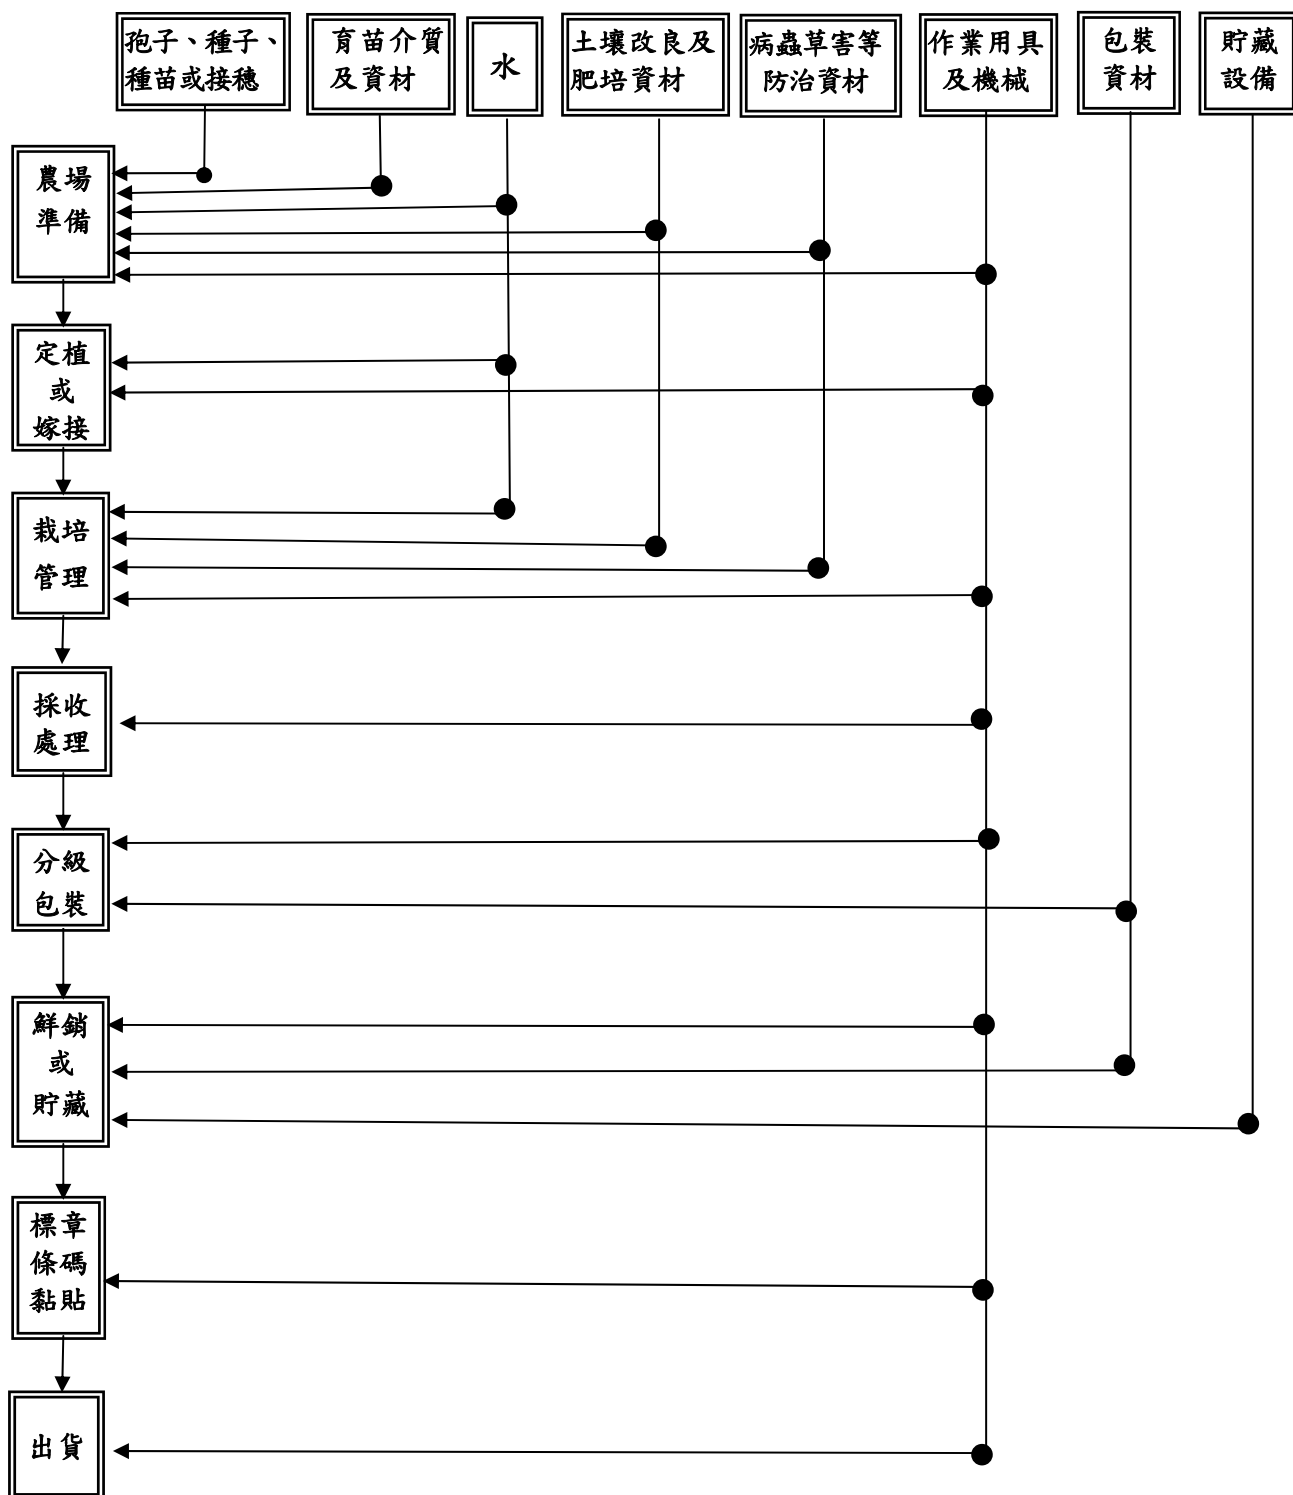 孢子、種子、
種苗或接穗
育苗介質
及資材
水
土壤改良及
肥培資材
病蟲草害等
防治資材
作業用具
及機械
包裝
資材
貯藏
設備
農場
準備
定植
或
嫁接
栽培
管理
採收
處理
分級
包裝
鮮銷
或
貯藏
標章
條碼
黏貼
出貨